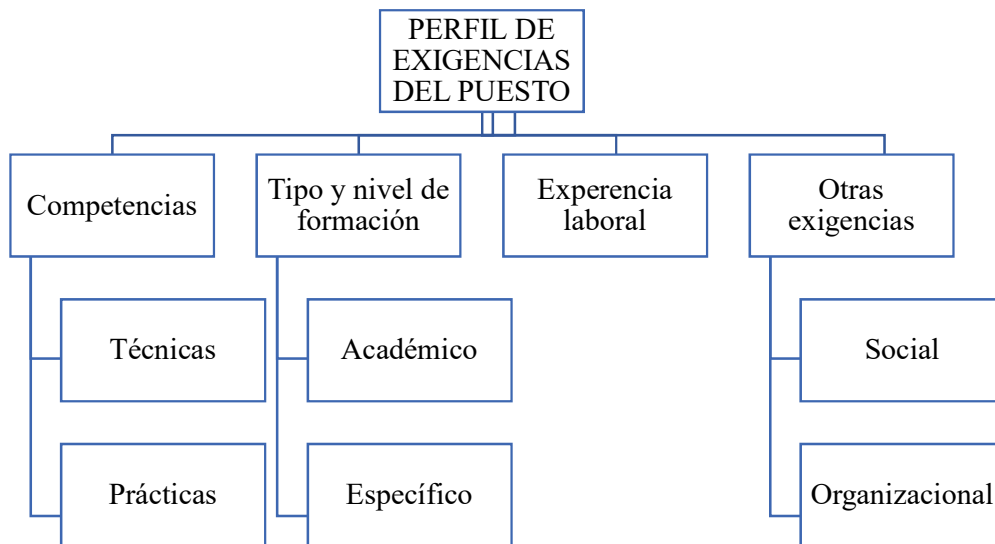 PERFIL DE
EXIGENCIAS
DEL PUESTO
Competencias
Tipo y nivel de
formación
Experencia
laboral
Otras
exigencias
Técnicas
Académico
Social
Prácticas
Específico
Organizacional